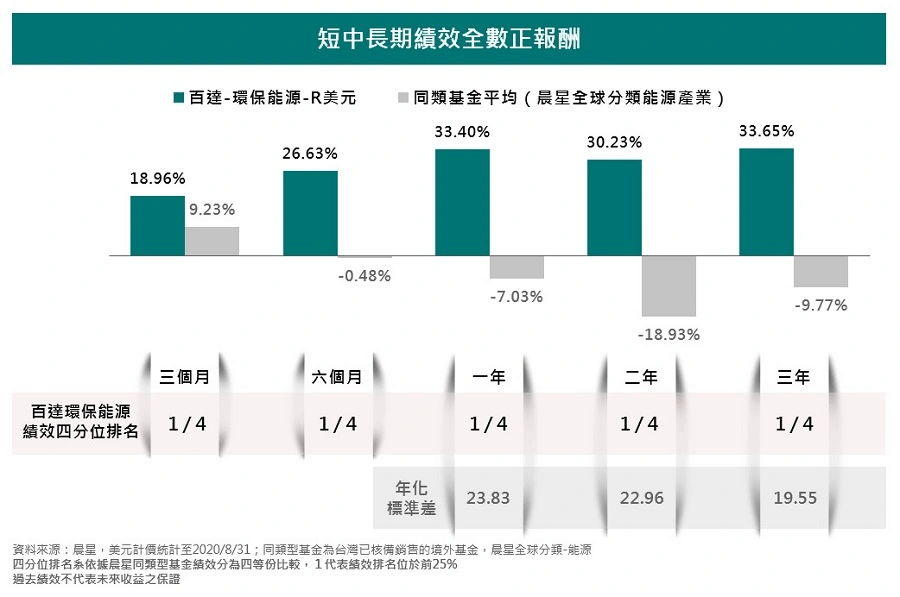 短中長期績效全數正報酬
百達-環保能源-R美元 同類基金平均（晨星全球分類能源產業）
18.96% 26.63% 33.40% 30.23% 33.65%
9.23% -0.48% -7.03% -18.93% -9.77%
三個月 六個月 一年 二年 三年
百達環保能源
績效四分位排名
1/4 1/4 1/4 1/4 1/4
年化
標準差
23.83 22.96 19.55
資料來源：晨星，美元計價統計至2020/8/31；同類型基金為台灣已核備銷售的境外基金，晨星全球分類-能源
四分位排名系依據晨星同類型基金績效分為四等份比較，1代表績效排名位於前25%
過去績效不代表未來收益之保證